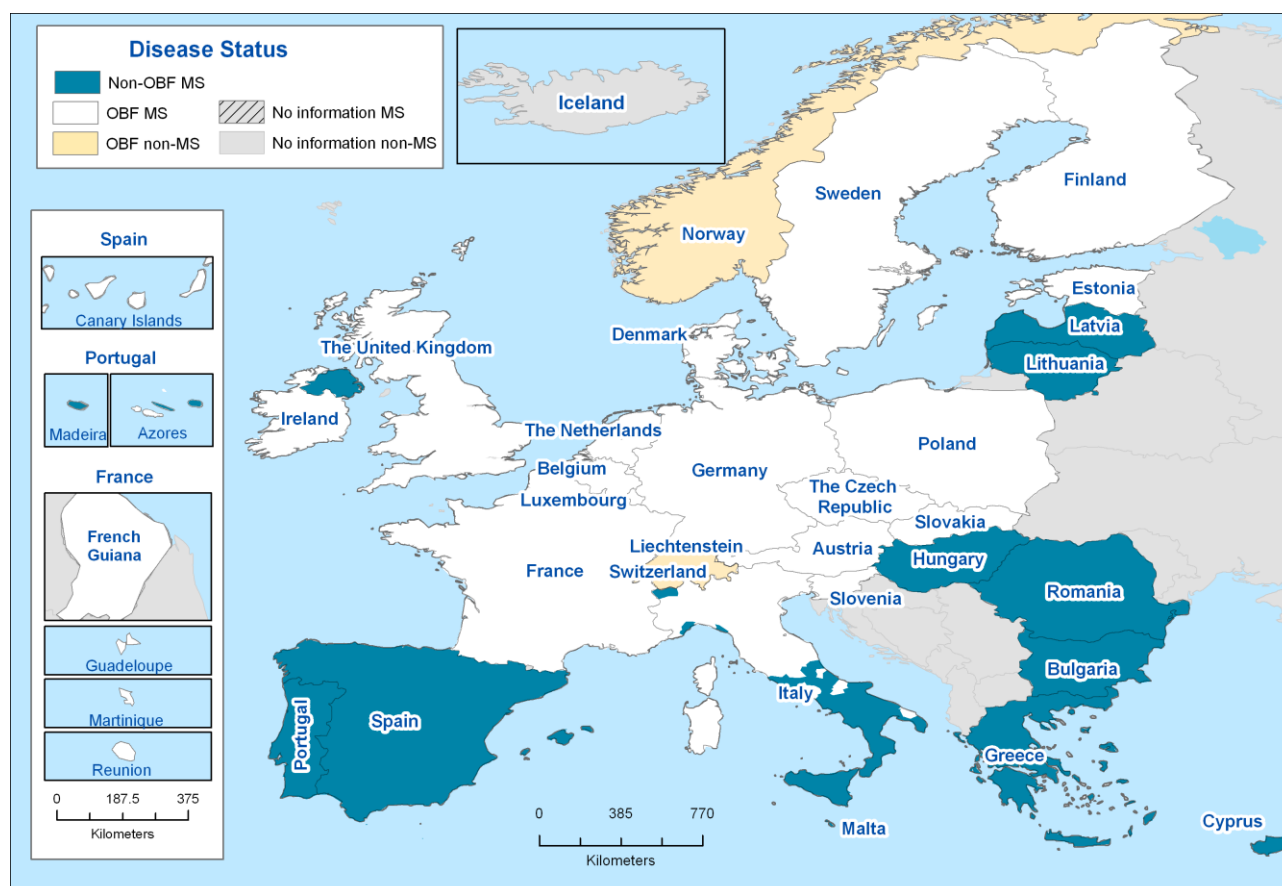 Disease Status
Non-OBF MS
OBF MS
No information MS
OBF non-MS
No information non-MS
Iceland
Spain
Canary Islands
Portugal
Madeira
Azores
France
French
Guiana
Guadeloupe
Martinique
Reunion
0 187.5 375
Kilometers
Finland
Sweden
Norway
Estonia
Latvia
Lithuania
Denmark
The United Kingdom
Ireland
The Netherlands
Belgium
Luxembourg
Germany
Poland
The Czech
Republic
Slovakia
Liechtenstein
Austria
Hungary
France
Switzerland
Slovenia
Romania
Bulgaria
Italy
Portugal
Spain
Greece
Malta
Cyprus
0 385 770
Kilometers